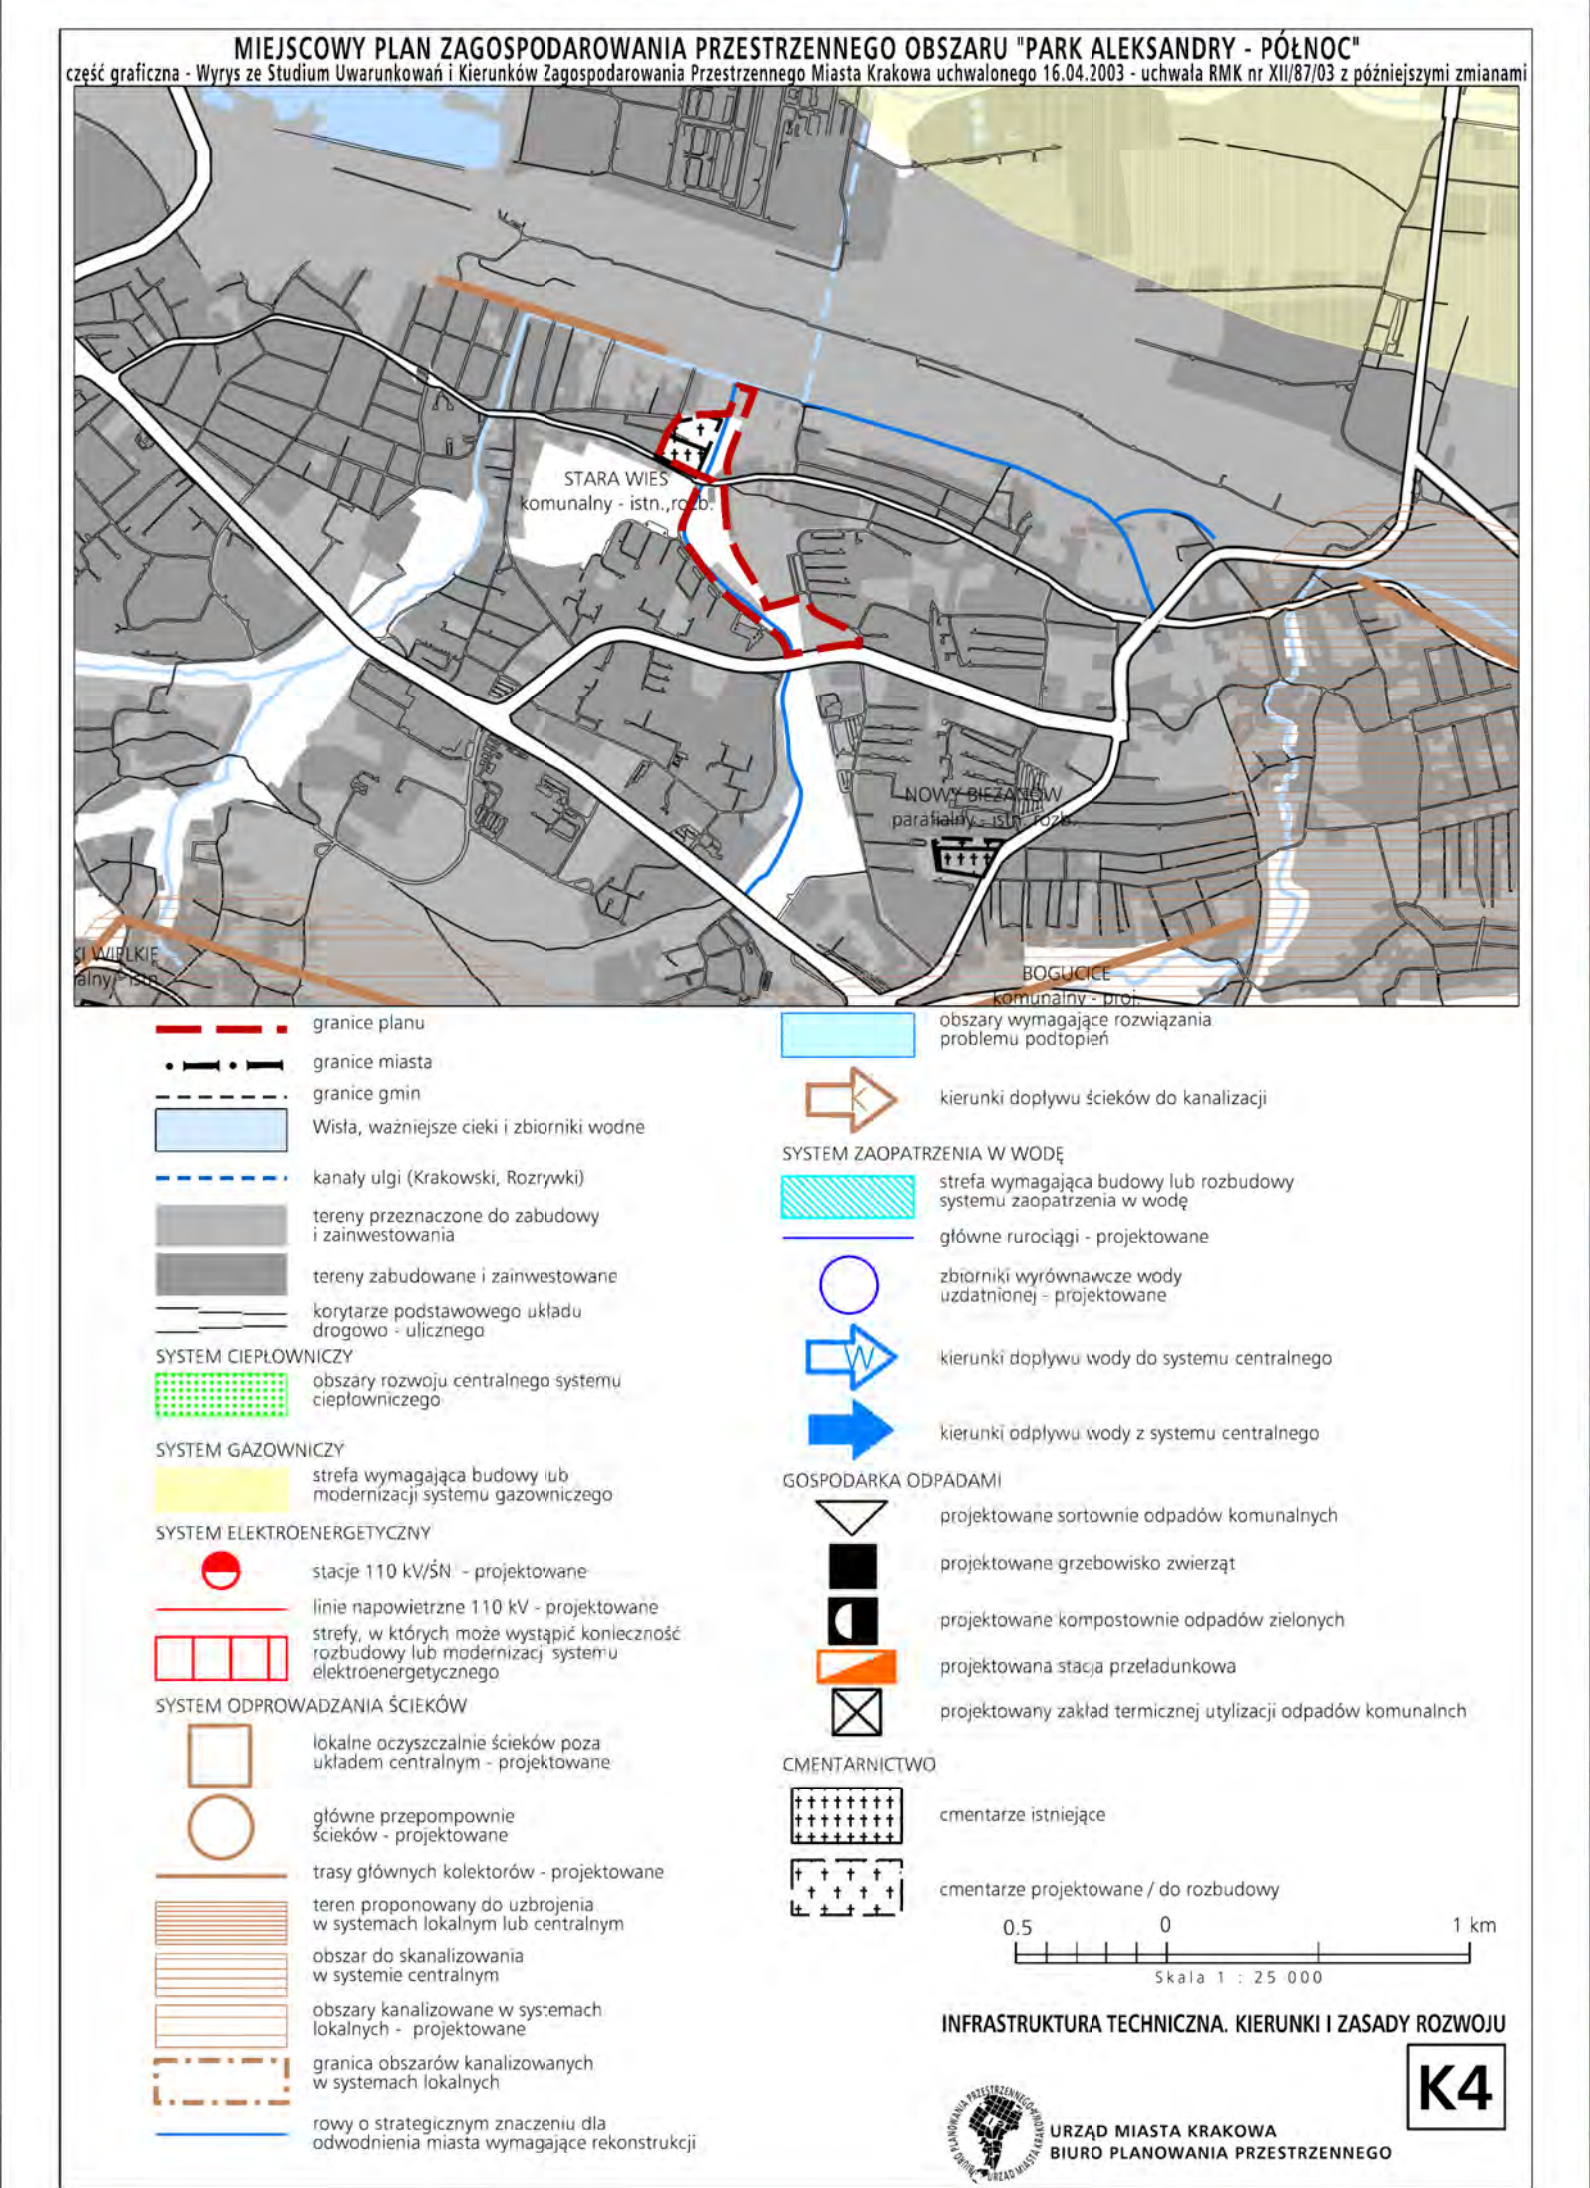 MIEJSCOWY PLAN ZAGOSPODAROWANIA PRZESTRZENNEGO OBSZARU "PARK ALEKSANDRY - PÓŁNOC"
część graficzna - Wyrys ze Studium Uwarunkowań i Kierunków Zagospodarowania Przestrzennego Miasta Krakowa uchwalonego 16.04.2003 - uchwała RMK nr XII/87/03 z późniejszymi zmianami
STARA WIES
komunalny - istn.,rozb.
NOWY BIEŻANÓW
parafialny - istn. rozb.
KI WIELKIE
alny - istn.
BOGUCICE
komunalny - proj.
granice planu
granice miasta
granice gmin
Wisła, ważniejsze cieki i zbiorniki wodne
kanały ulgi (Krakowski, Rozrywki)
tereny przeznaczone do zabudowy
i zainwestowania
tereny zabudowane i zainwestowane
korytarze podstawowego układu
drogowo - ulicznego
SYSTEM CIEPŁOWNICZY
obszary rozwoju centralnego systemu
ciepłowniczego
SYSTEM GAZOWNICZY
strefa wymagająca budowy lub
modernizacji systemu gazowniczego
SYSTEM ELEKTROENERGETYCZNY
stacje 110 kV/ŚN - projektowane
linie napowietrzne 110 kV - projektowane
strefy, w których może wystąpić konieczność
rozbudowy lub modernizacj systemu
elektroenergetycznego
SYSTEM ODPROWADZANIA ŚCIEKÓW
lokalne oczyszczalnie ścieków poza
układem centralnym - projektowane
główne przepompownie
ścieków - projektowane
trasy głównych kolektorów - projektowane
teren proponowany do uzbrojenia
w systemach lokalnym lub centralnym
obszar do skanalizowania
w systemie centralnym
obszary kanalizowane w systemach
lokalnych - projektowane
granica obszarów kanalizowanych
w systemach lokalnych
rowy o strategicznym znaczeniu dla
odwodnienia miasta wymagające rekonstrukcji
obszary wymagające rozwiązania
problemu podtopień
K
kierunki dopływu ścieków do kanalizacji
SYSTEM ZAOPATRZENIA W WODĘ
strefa wymagająca budowy lub rozbudowy
systemu zaopatrzenia w wodę
główne rurociągi - projektowane
zbiorniki wyrównawcze wody
uzdatnionej - projektowane
W
kierunki dopływu wody do systemu centralnego
kierunki odpływu wody z systemu centralnego
GOSPODARKA ODPADAMI
projektowane sortownie odpadów komunalnych
projektowane grzebowisko zwierząt
projektowane kompostownie odpadów zielonych
projektowana stacja przeładunkowa
projektowany zakład termicznej utylizacji odpadów komunalnch
CMENTARNICTWO
cmentarze istniejące
cmentarze projektowane / do rozbudowy
0.5 0 1 km
Skala 1 : 25 000
INFRASTRUKTURA TECHNICZNA. KIERUNKI I ZASADY ROZWOJU
K4
BIURO PLANOWANIA PRZESTRZENNEGO URZĄD MIASTA KRAKOWA
URZĄD MIASTA KRAKOWA
BIURO PLANOWANIA PRZESTRZENNEGO